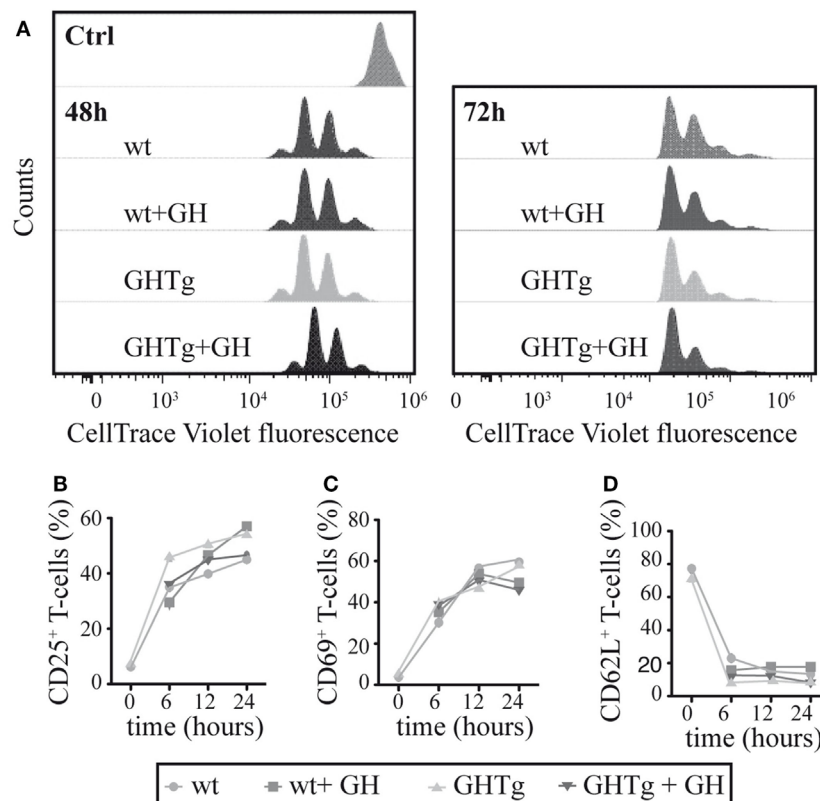 A
Ctrl
48h
wt
wt+GH
GHTg
GHTg+GH
Counts
0 10³ 10⁴ 10⁵ 10⁶
CellTrace Violet fluorescence
72h
wt
wt+GH
GHTg
GHTg+GH
0 10³ 10⁴ 10⁵ 10⁶
CellTrace Violet fluorescence
B
CD25⁺ T-cells (%)
60
40
20
0
0 6 12 24
time (hours)
C
CD69⁺ T-cells (%)
80
60
40
20
0
0 6 12 24
time (hours)
D
CD62L⁺ T-cells (%)
100
80
60
40
20
0
0 6 12 24
time (hours)
wt wt+ GH GHTg GHTg + GH